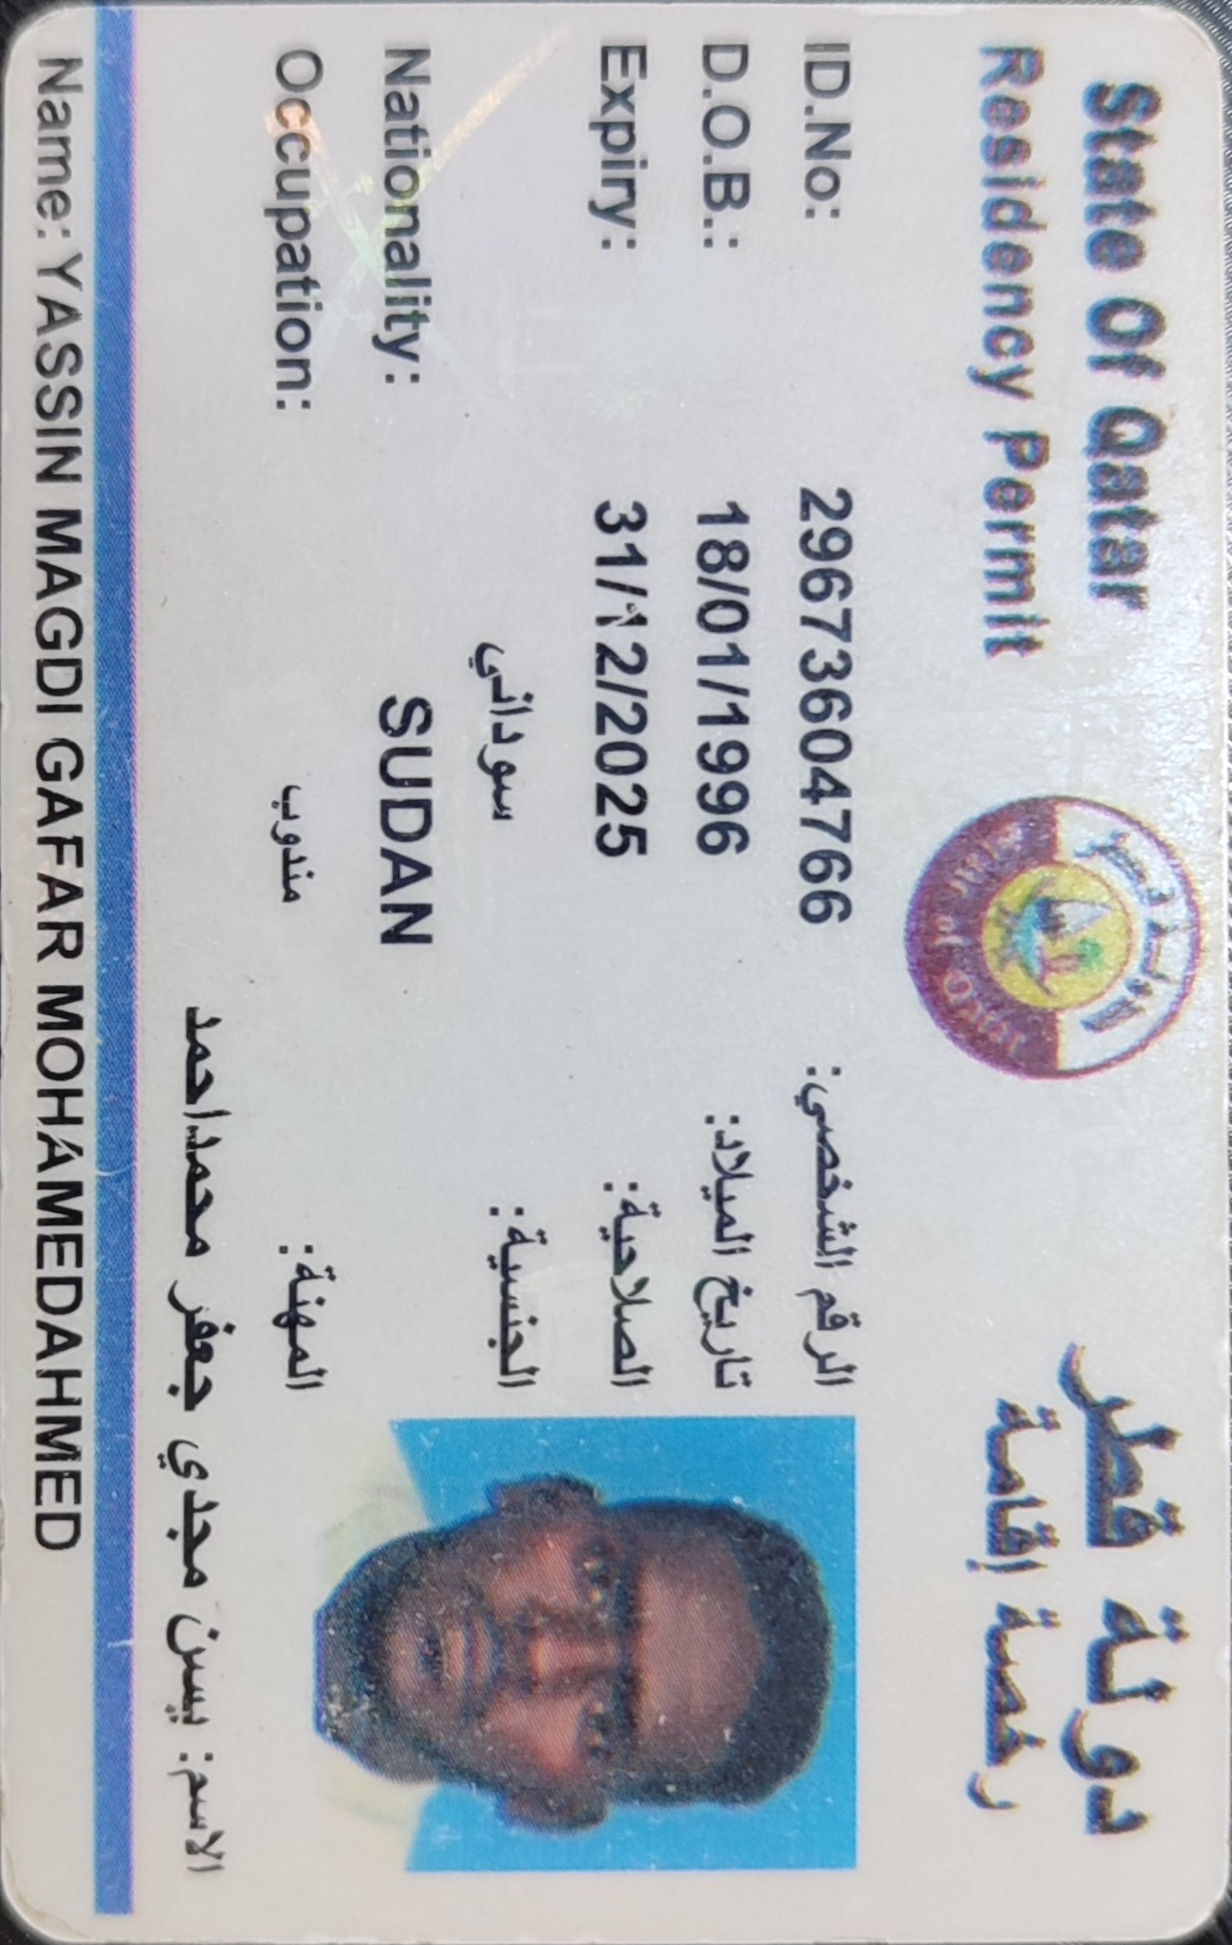 State Of Qatar دولة قطر
Residency Permit رخصة إقامة
ID.No: 29673604766 الرقم الشخصي:
D.O.B.: 18/01/1996 تاريخ الميلاد:
Expiry: 31/12/2025 الصلاحية:
سوداني الجنسية:
Nationality: SUDAN
Occupation: مندوب المهنة:
الاسم: يسن مجدي جعفر محمداحمد
Name: YASSIN MAGDI GAFAR MOHAMEDAHMED
دولة قطر
State of Qatar